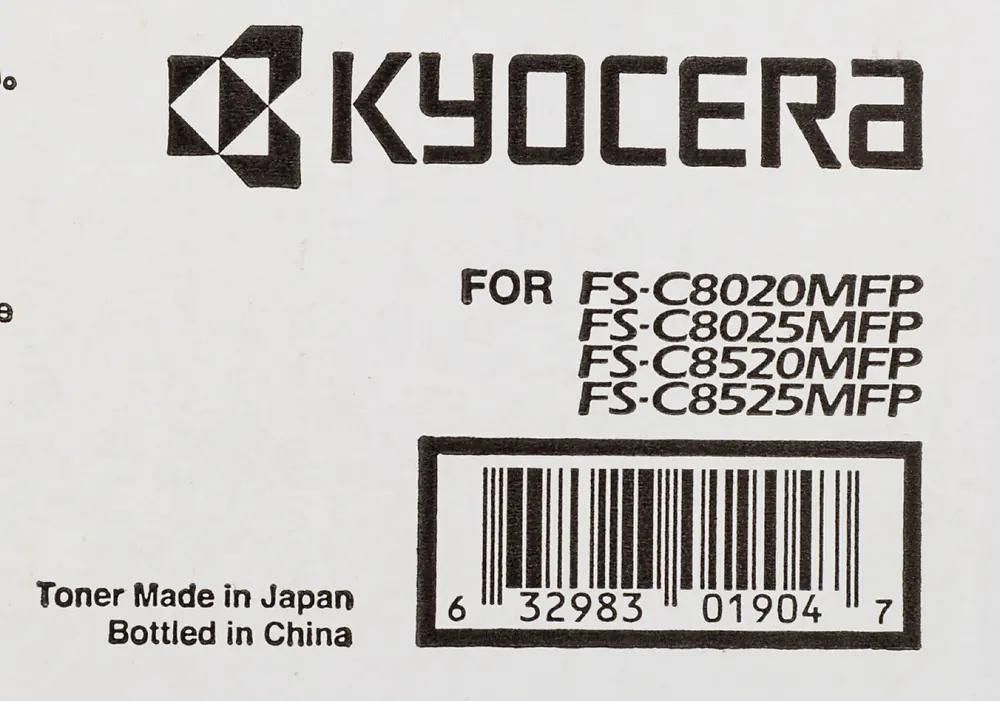 KYOCERA
FOR FS-C8020MFP
FS-C8025MFP
FS-C8520MFP
FS-C8525MFP
6 32983 01904 7
Toner Made in Japan
Bottled in China